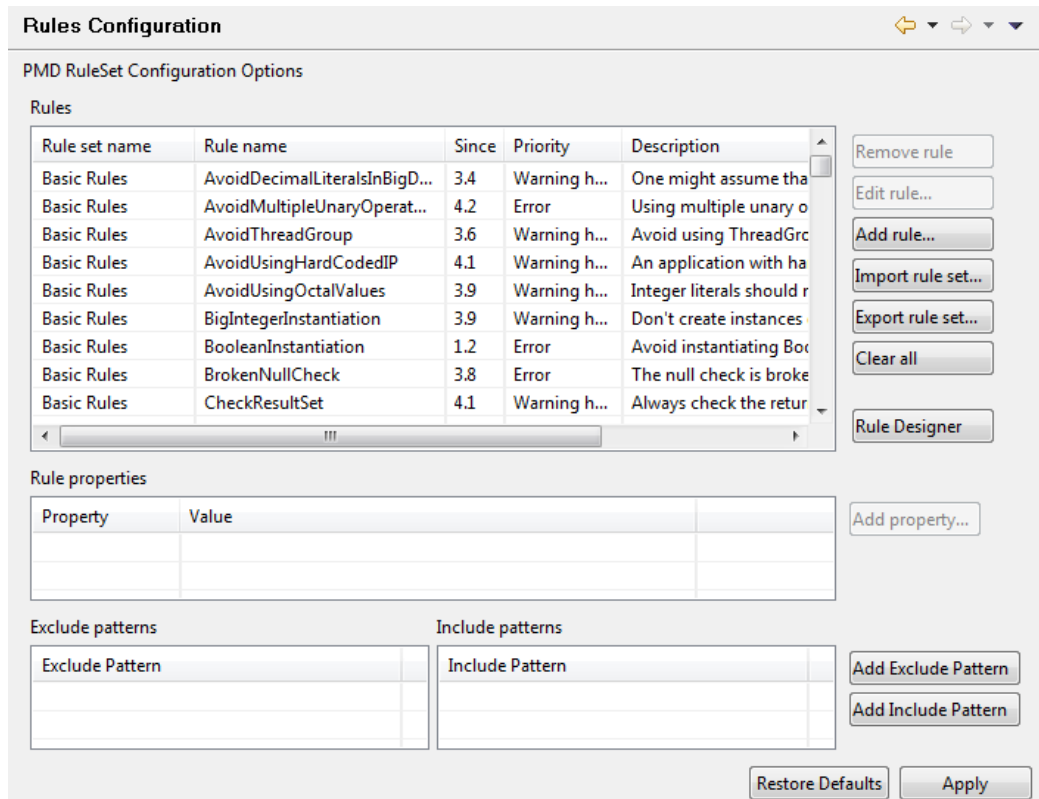 Rules Configuration
PMD RuleSet Configuration Options
Rules
Rule set name Rule name Since Priority Description
Basic Rules AvoidDecimalLiteralsInBigD... 3.4 Warning h... One might assume tha
Basic Rules AvoidMultipleUnaryOperat... 4.2 Error Using multiple unary o
Basic Rules AvoidThreadGroup 3.6 Warning h... Avoid using ThreadGrc
Basic Rules AvoidUsingHardCodedIP 4.1 Warning h... An application with ha
Basic Rules AvoidUsingOctalValues 3.9 Warning h... Integer literals should r
Basic Rules BigIntegerInstantiation 3.9 Warning h... Don't create instances
Basic Rules BooleanInstantiation 1.2 Error Avoid instantiating Boo
Basic Rules BrokenNullCheck 3.8 Error The null check is broke
Basic Rules CheckResultSet 4.1 Warning h... Always check the retur
Remove rule
Edit rule...
Add rule...
Import rule set...
Export rule set...
Clear all
Rule Designer
Rule properties
Property Value
Add property...
Exclude patterns Include patterns
Exclude Pattern Include Pattern
Add Exclude Pattern
Add Include Pattern
Restore Defaults Apply